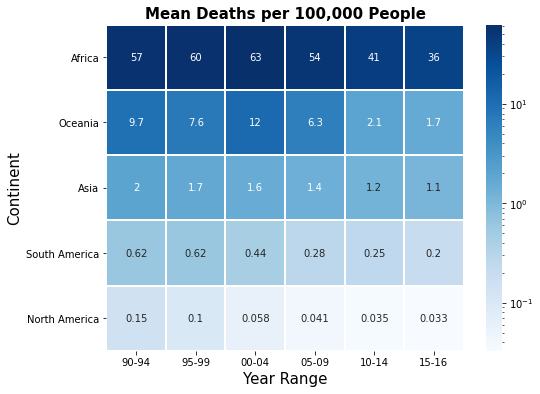 Mean Deaths per 100,000 People
Continent
Africa 57 60 63 54 41 36
Oceania 9.7 7.6 12 6.3 2.1 1.7
Asia 2 1.7 1.6 1.4 1.2 1.1
South America 0.62 0.62 0.44 0.28 0.25 0.2
North America 0.15 0.1 0.058 0.041 0.035 0.033
90-94 95-99 00-04 05-09 10-14 15-16
Year Range
10¹
10⁰
10⁻¹